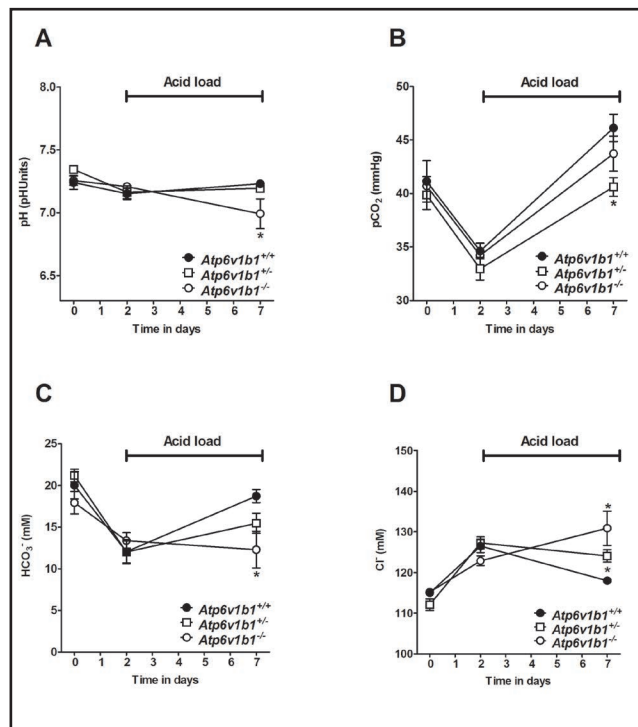 A
Acid load
8.0
7.5
7.0
6.5
pH (pHUnits)
Atp6v1b1+/+
Atp6v1b1+/-
Atp6v1b1-/-
0 1 2 3 4 5 6 7
Time in days
B
Acid load
50
45
40
35
30
pCO2 (mmHg)
*
Atp6v1b1+/+
Atp6v1b1+/-
Atp6v1b1-/-
0 1 2 3 4 5 6 7
Time in days
C
Acid load
25
20
15
10
5
0
HCO3- (mM)
*
Atp6v1b1+/+
Atp6v1b1+/-
Atp6v1b1-/-
0 1 2 3 4 5 6 7
Time in days
D
Acid load
150
140
130
120
110
100
Cl- (mM)
*
*
Atp6v1b1+/+
Atp6v1b1+/-
Atp6v1b1-/-
0 1 2 3 4 5 6 7
Time in days